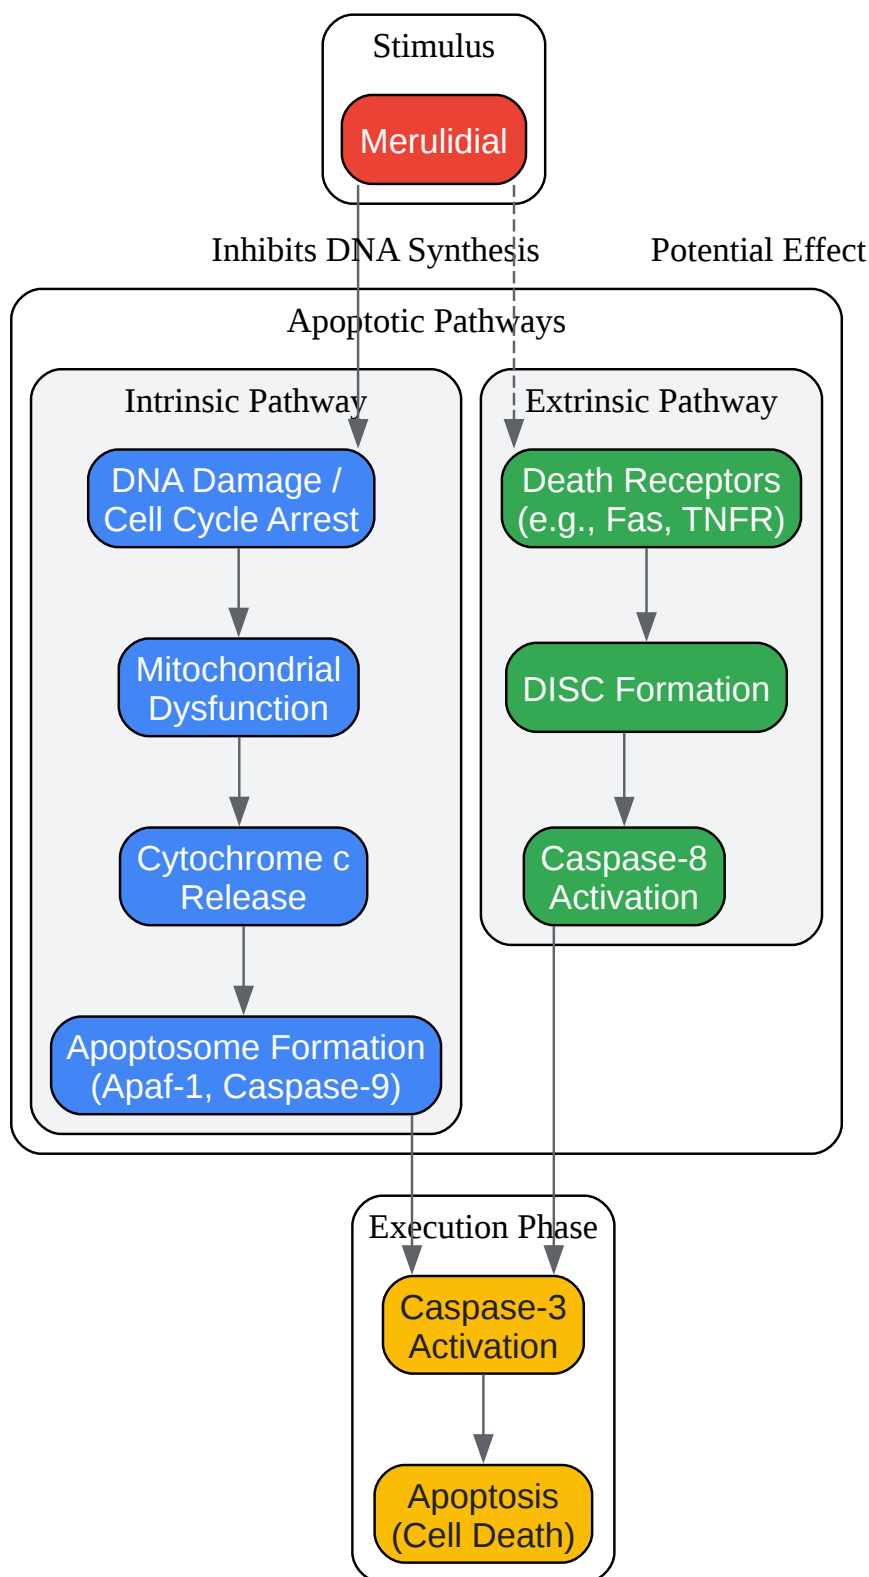 Stimulus
Merulidial
Inhibits DNA Synthesis
Potential Effect
Apoptotic Pathways
Intrinsic Pathway
DNA Damage /
Cell Cycle Arrest
Mitochondrial
Dysfunction
Cytochrome c
Release
Apoptosome Formation
(Apaf-1, Caspase-9)
Extrinsic Pathway
Death Receptors
(e.g., Fas, TNFR)
DISC Formation
Caspase-8
Activation
Execution Phase
Caspase-3
Activation
Apoptosis
(Cell Death)